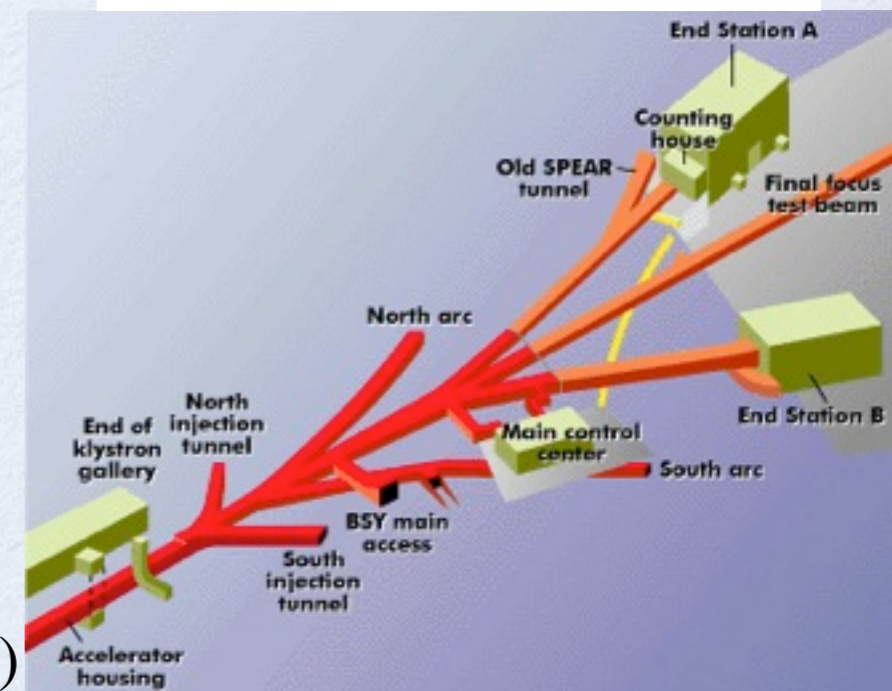 End Station A
Counting
house
Old SPEAR
tunnel
Final focus
test beam
North arc
North
injection
tunnel
End of
klystron
gallery
End Station B
Main control
center
South arc
BSY main
access
South
injection
tunnel
)
Accelerator
housing